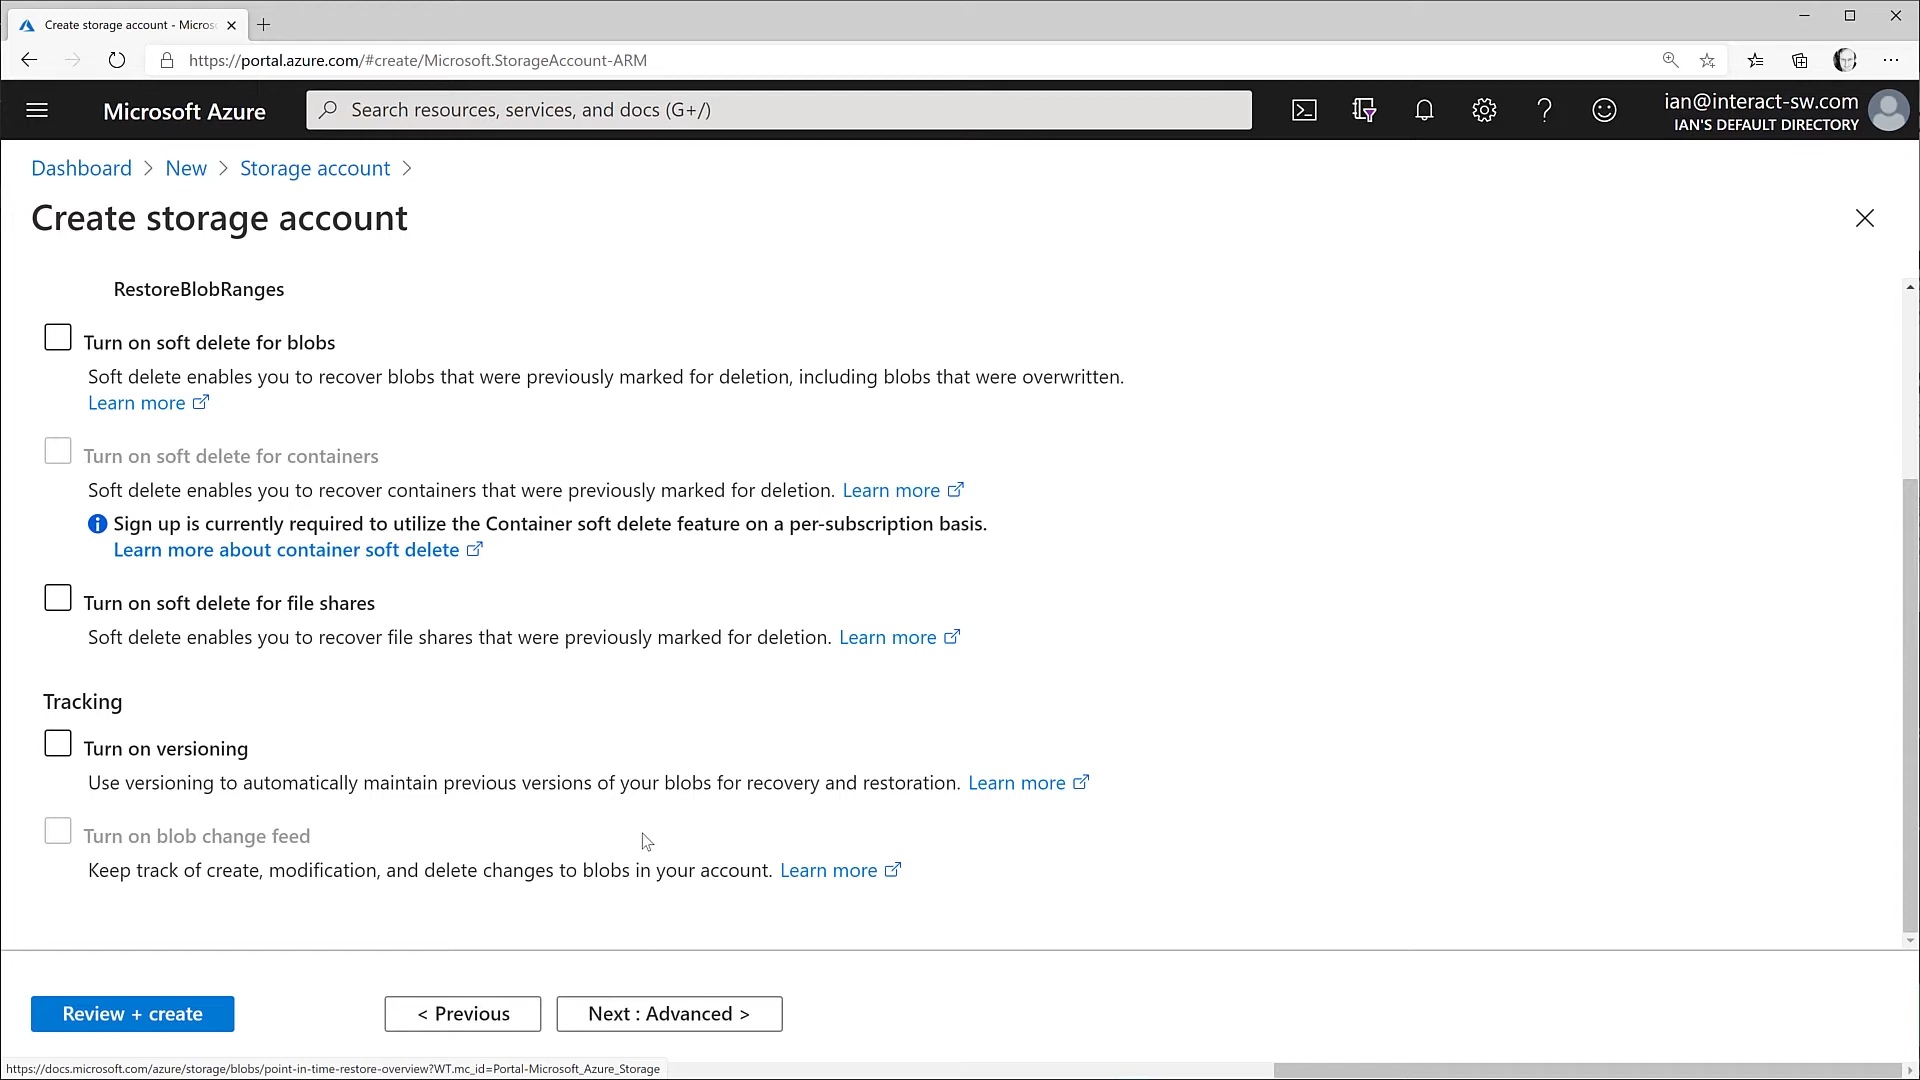 Create storage account - Micros
https://portal.azure.com/#create/Microsoft.StorageAccount-ARM
Microsoft Azure
Search resources, services, and docs (G+/)
ian@interact-sw.com
IAN'S DEFAULT DIRECTORY
Dashboard > New > Storage account >
Create storage account
RestoreBlobRanges
Turn on soft delete for blobs
Soft delete enables you to recover blobs that were previously marked for deletion, including blobs that were overwritten.
Learn more
Turn on soft delete for containers
Soft delete enables you to recover containers that were previously marked for deletion. Learn more
Sign up is currently required to utilize the Container soft delete feature on a per-subscription basis.
Learn more about container soft delete
Turn on soft delete for file shares
Soft delete enables you to recover file shares that were previously marked for deletion. Learn more
Tracking
Turn on versioning
Use versioning to automatically maintain previous versions of your blobs for recovery and restoration. Learn more
Turn on blob change feed
Keep track of create, modification, and delete changes to blobs in your account. Learn more
Review + create
< Previous
Next : Advanced >
https://docs.microsoft.com/azure/storage/blobs/point-in-time-restore-overview?WT.mc_id=Portal-Microsoft_Azure_Storage